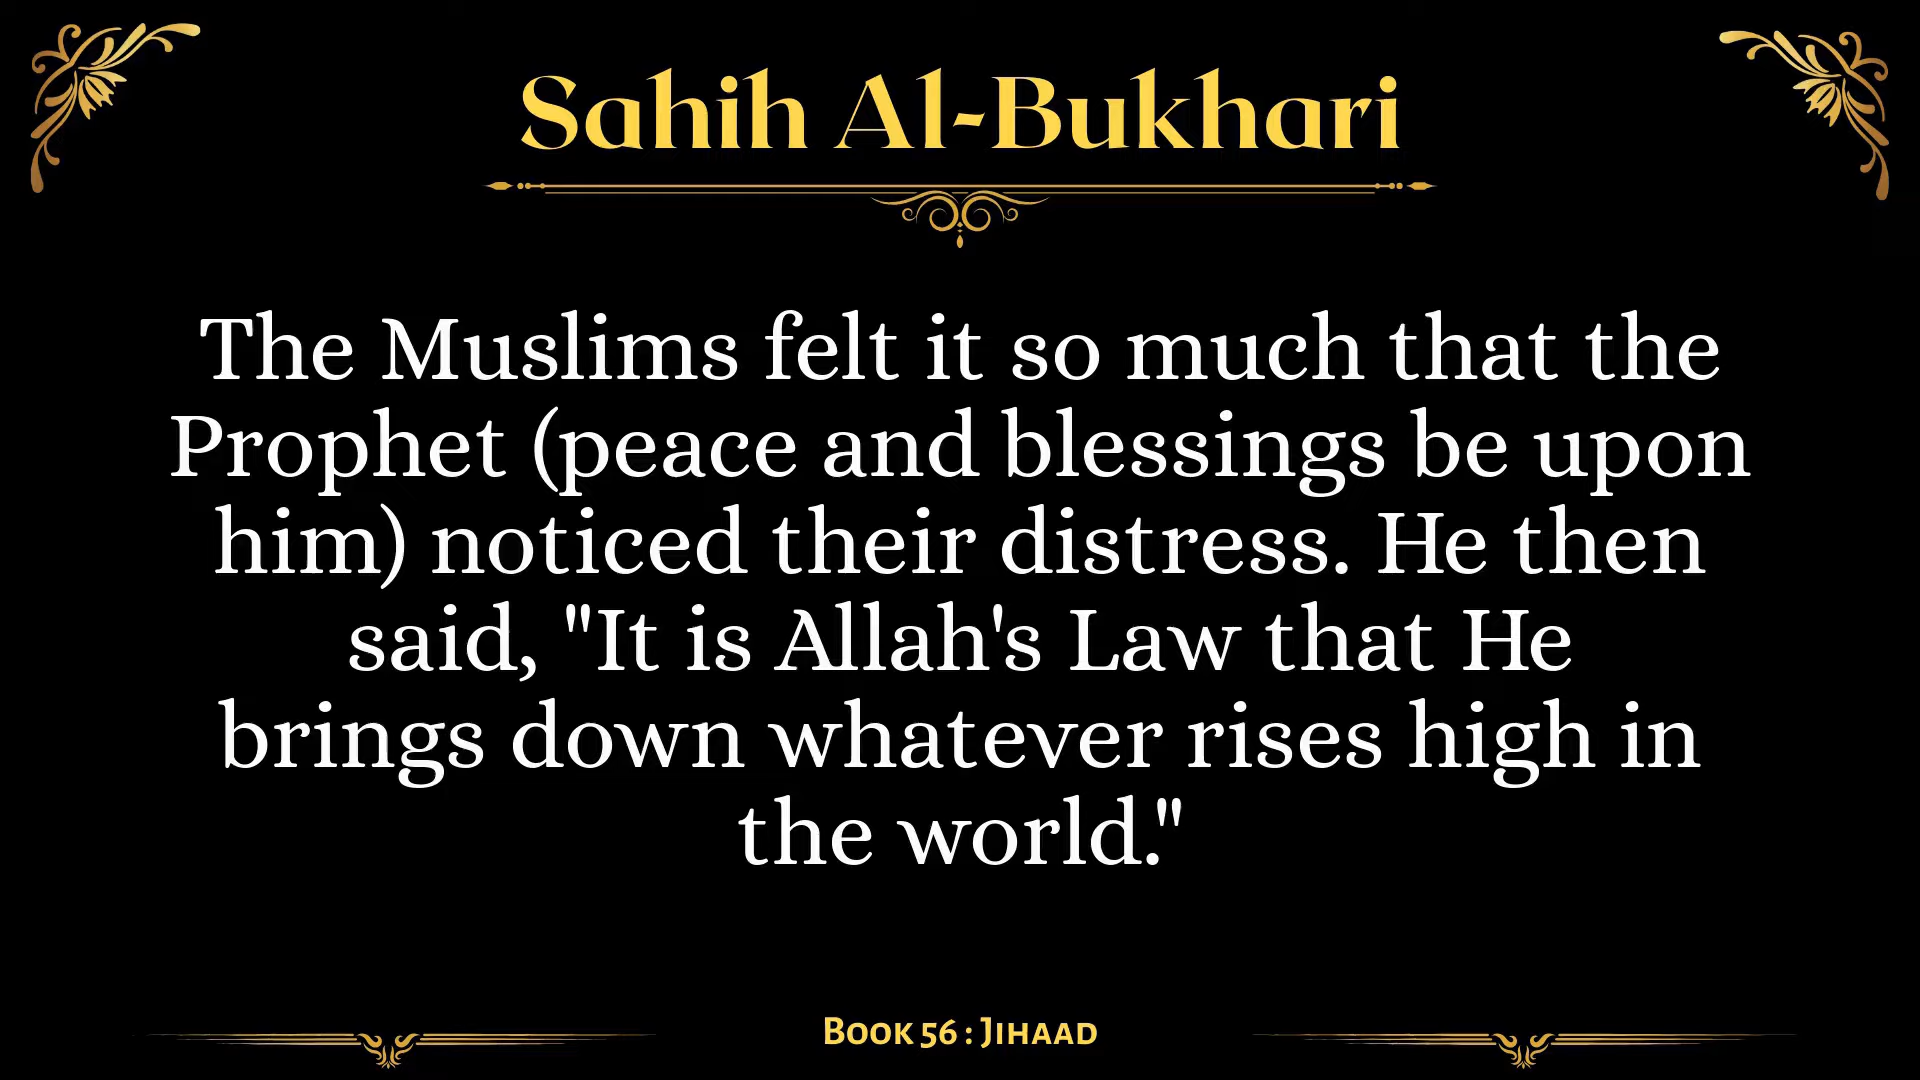 Sahih Al-Bukhari
The Muslims felt it so much that the
Prophet (peace and blessings be upon
him) noticed their distress. He then
said, "It is Allah's Law that He
brings down whatever rises high in
the world."
Book 56 : Jihaad